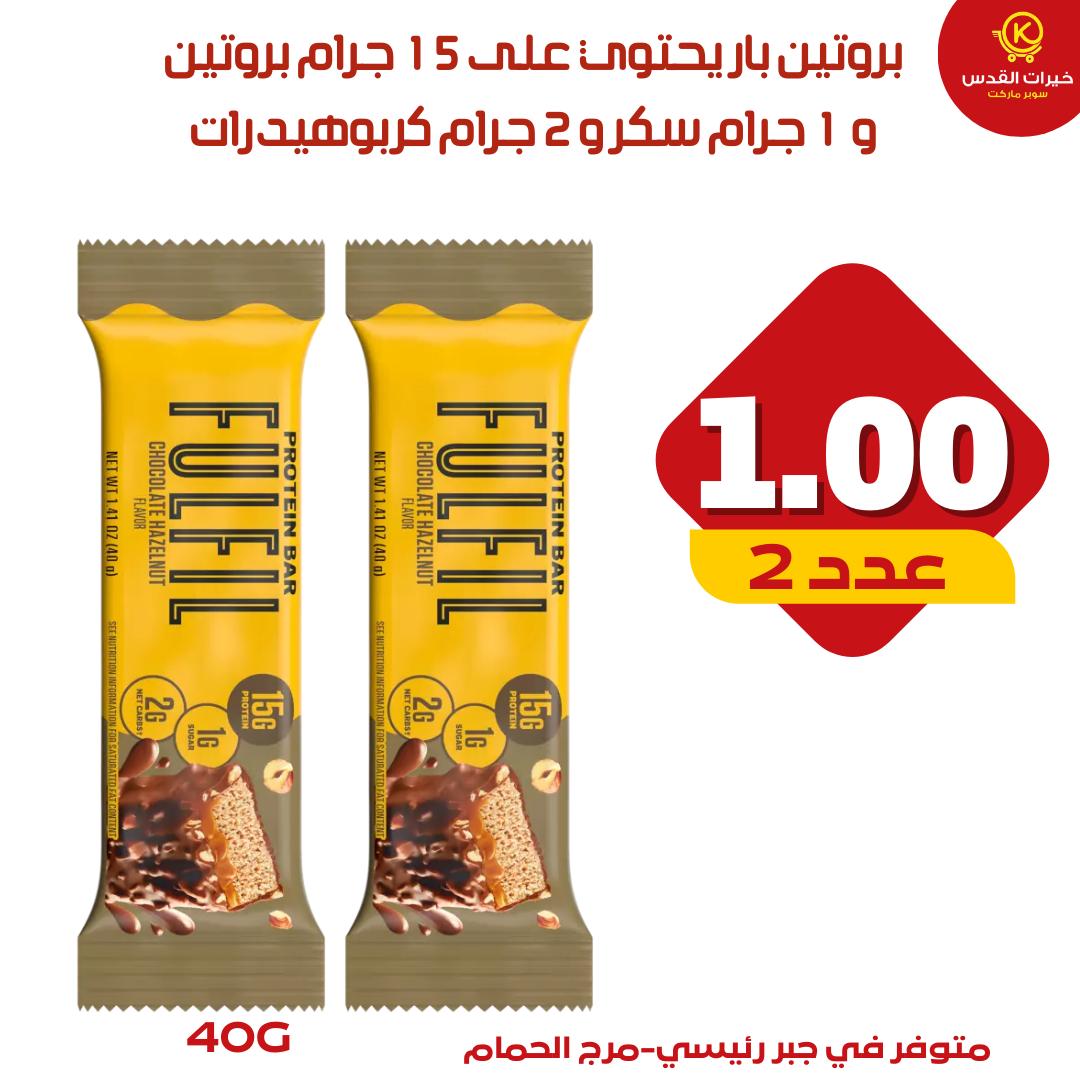 بروتين بار يحتوي على 15 جرام بروتين
و 1 جرام سكر و 2 جرام كربوهيدرات
خيرات القدس
سوبر ماركت
PROTEIN BAR
FULFIL
CHOCOLATE HAZELNUT
FLAVOR
NET WT 1.41 OZ (40 g)
15G
PROTEIN
1G
SUGAR
2G
NET CARBS†
SEE NUTRITION INFORMATION FOR SATURATED FAT CONTENT
PROTEIN BAR
FULFIL
CHOCOLATE HAZELNUT
FLAVOR
NET WT 1.41 OZ (40 g)
15G
PROTEIN
1G
SUGAR
2G
NET CARBS†
SEE NUTRITION INFORMATION FOR SATURATED FAT CONTENT
1.00
عدد 2
40G
متوفر في جبر رئيسي-مرج الحمام